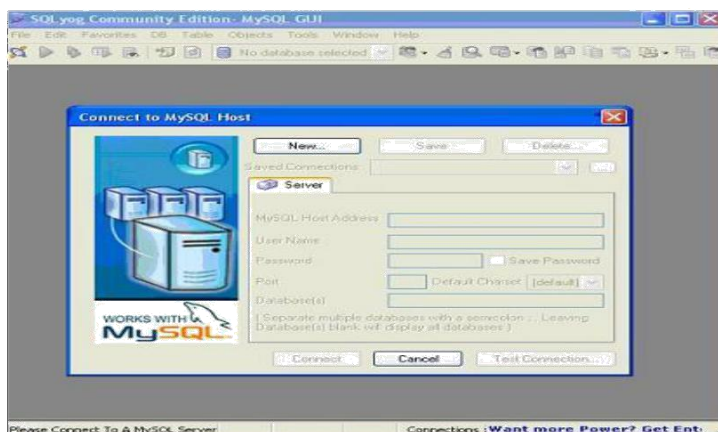 SQLyog Community Edition- MySQL GUI
File Edit Favorites DB Table Objects Tools Window Help
No database selected
Connect to MySQL Host
New... Save Delete...
Saved Connections
Server
MySQL Host Address
User Name
Password Save Password
Port Default Charset [default]
Database(s)
( Separate multiple databases with a semicolon ;. Leaving
Database(s) blank will display all databases )
WORKS WITH
MySQL
Connect Cancel Test Connection...
Please Connect To A MySQL Server Connections : Want more Power? Get Ent